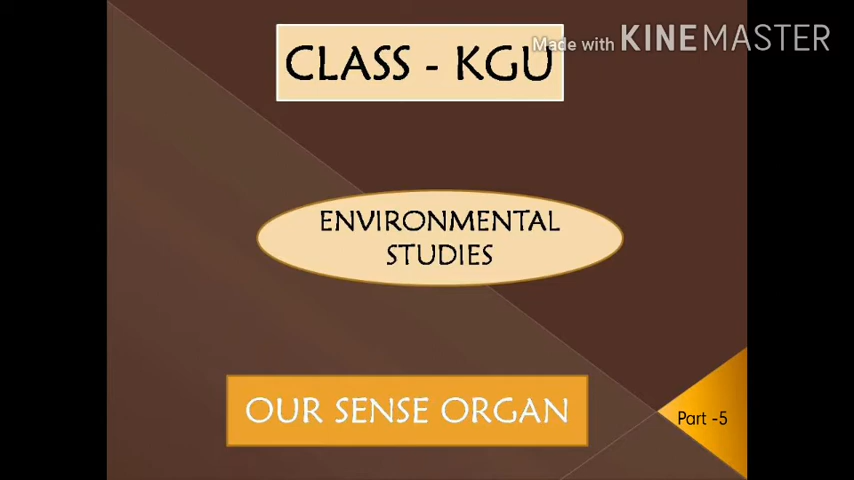 CLASS - KGU
Made with KINEMASTER
ENVIRONMENTAL
STUDIES
OUR SENSE ORGAN
Part -5